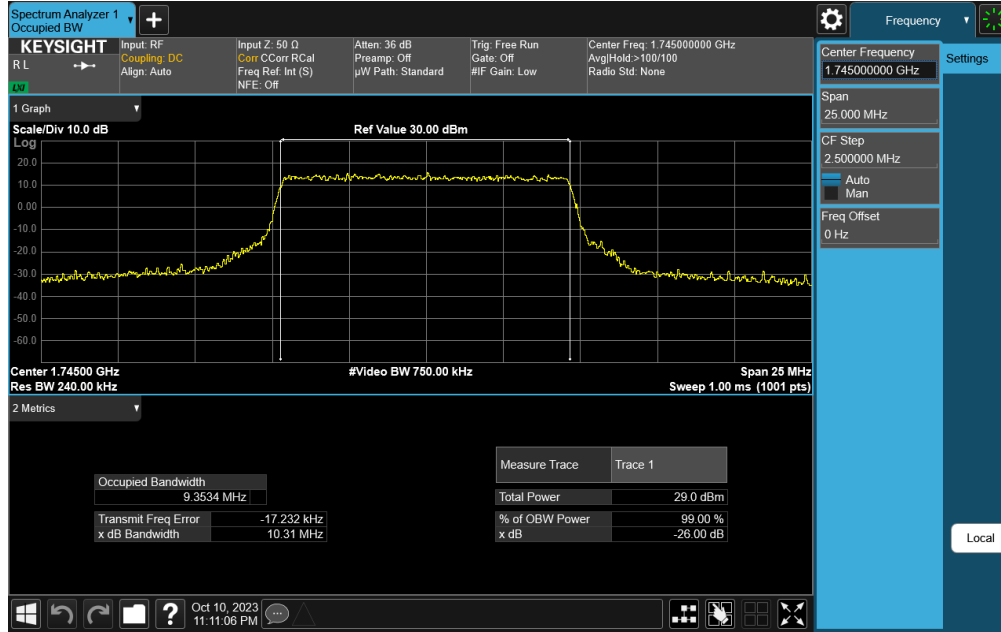 Spectrum Analyzer 1
Occupied BW
Frequency
KEYSIGHT
R L
LXI
Input: RF
Coupling: DC
Align: Auto
Input Z: 50 Ω
Corr CCorr RCal
Freq Ref: Int (S)
NFE: Off
Atten: 36 dB
Preamp: Off
µW Path: Standard
Trig: Free Run
Gate: Off
#IF Gain: Low
Center Freq: 1.745000000 GHz
Avg|Hold:>100/100
Radio Std: None
Center Frequency
1.745000000 GHz
Settings
Span
25.000 MHz
CF Step
2.500000 MHz
Auto
Man
Freq Offset
0 Hz
Local
1 Graph
Scale/Div 10.0 dB
Ref Value 30.00 dBm
Log
20.0
10.0
0.00
-10.0
-20.0
-30.0
-40.0
-50.0
-60.0
Center 1.74500 GHz
#Video BW 750.00 kHz
Span 25 MHz
Res BW 240.00 kHz
Sweep 1.00 ms (1001 pts)
2 Metrics
Measure Trace
Trace 1
Occupied Bandwidth
9.3534 MHz
Total Power
29.0 dBm
Transmit Freq Error
-17.232 kHz
% of OBW Power
99.00 %
x dB Bandwidth
10.31 MHz
x dB
-26.00 dB
?
Oct 10, 2023
11:11:06 PM